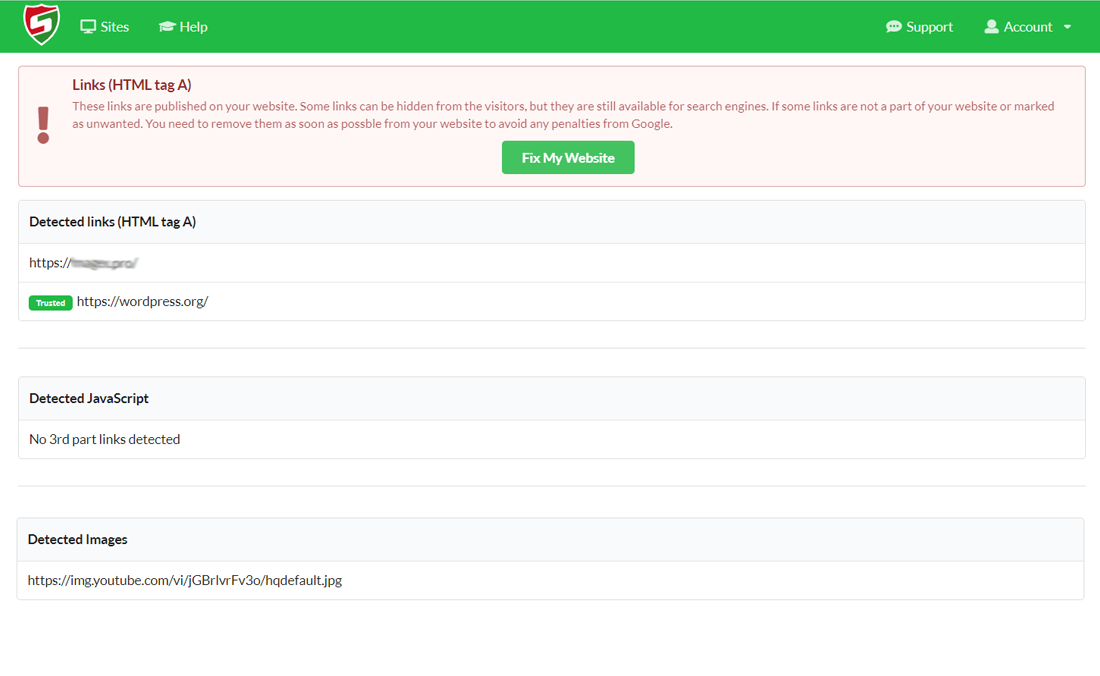 Sites
Help
Support
Account
Links (HTML tag A)
These links are published on your website. Some links can be hidden from the visitors, but they are still available for search engines. If some links are not a part of your website or marked
as unwanted. You need to remove them as soon as possble from your website to avoid any penalties from Google.
Fix My Website
Detected links (HTML tag A)
https://
Trusted https://wordpress.org/
Detected JavaScript
No 3rd part links detected
Detected Images
https://img.youtube.com/vi/jGBrlvrFv3o/hqdefault.jpg